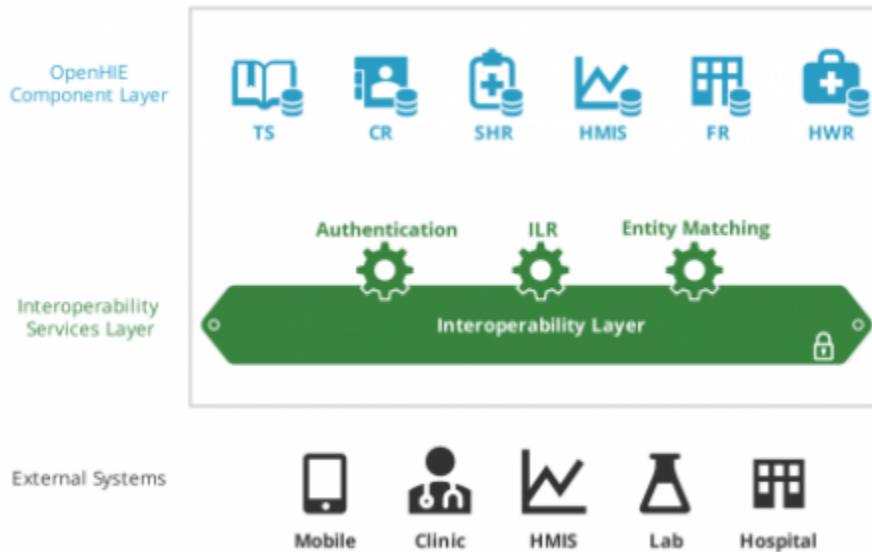 OpenHIE
Component Layer
TS
CR
SHR
HMIS
FR
HWR
Authentication
ILR
Entity Matching
Interoperability
Services Layer
Interoperability Layer
External Systems
Mobile
Clinic
HMIS
Lab
Hospital